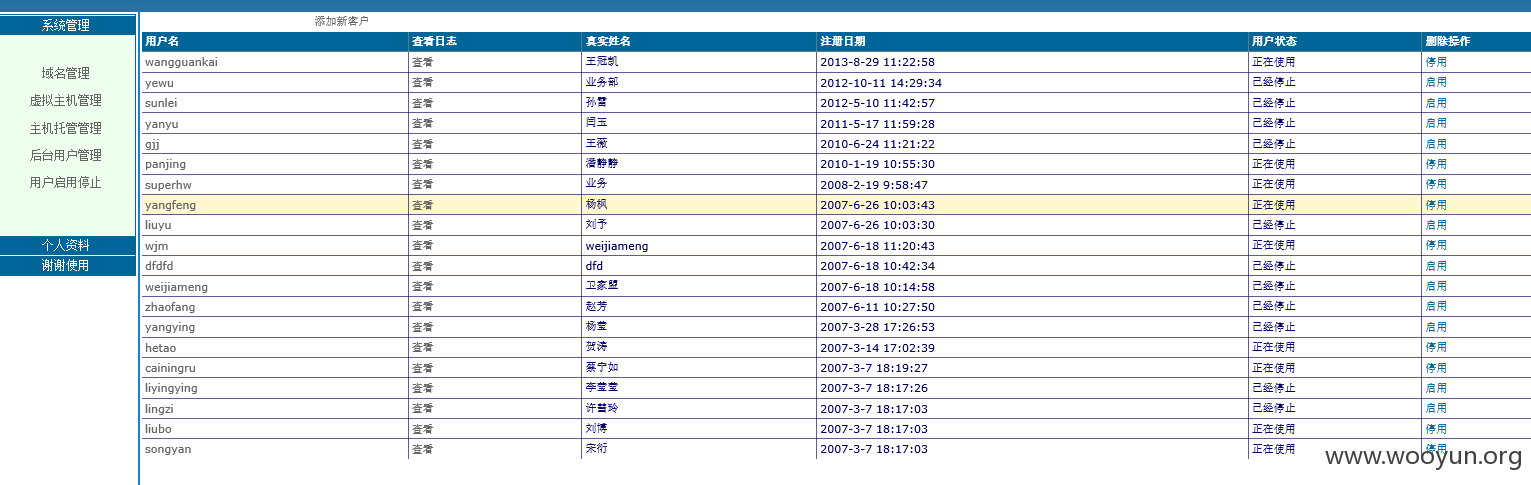 系统管理
域名管理
虚拟主机管理
主机托管管理
后台用户管理
用户启用停止
个人资料
谢谢使用
添加新客户
用户名 查看日志 真实姓名 注册日期 用户状态 删除操作
wangguankai 查看 王冠凯 2013-8-29 11:22:58 正在使用 停用
yewu 查看 业务部 2012-10-11 14:29:34 已经停止 启用
sunlei 查看 孙雷 2012-5-10 11:42:57 已经停止 启用
yanyu 查看 闫玉 2011-5-17 11:59:28 已经停止 启用
gjj 查看 王薇 2010-6-24 11:21:22 已经停止 启用
panjing 查看 潘静静 2010-1-19 10:55:30 正在使用 停用
superhw 查看 业务 2008-2-19 9:58:47 正在使用 停用
yangfeng 查看 杨枫 2007-6-26 10:03:43 正在使用 停用
liuyu 查看 刘予 2007-6-26 10:03:30 已经停止 启用
wjm 查看 weijiameng 2007-6-18 11:20:43 正在使用 停用
dfdfd 查看 dfd 2007-6-18 10:42:34 已经停止 启用
weijiameng 查看 卫家盟 2007-6-18 10:14:58 已经停止 启用
zhaofang 查看 赵芳 2007-6-11 10:27:50 已经停止 启用
yangying 查看 杨莹 2007-3-28 17:26:53 已经停止 启用
hetao 查看 贺涛 2007-3-14 17:02:39 正在使用 停用
cainingru 查看 蔡宁如 2007-3-7 18:19:27 正在使用 停用
liyingying 查看 李莹莹 2007-3-7 18:17:26 已经停止 启用
lingzi 查看 许彗玲 2007-3-7 18:17:03 已经停止 启用
liubo 查看 刘博 2007-3-7 18:17:03 正在使用 停用
songyan 查看 宋衍 2007-3-7 18:17:03 正在使用 停用
www.wooyun.org